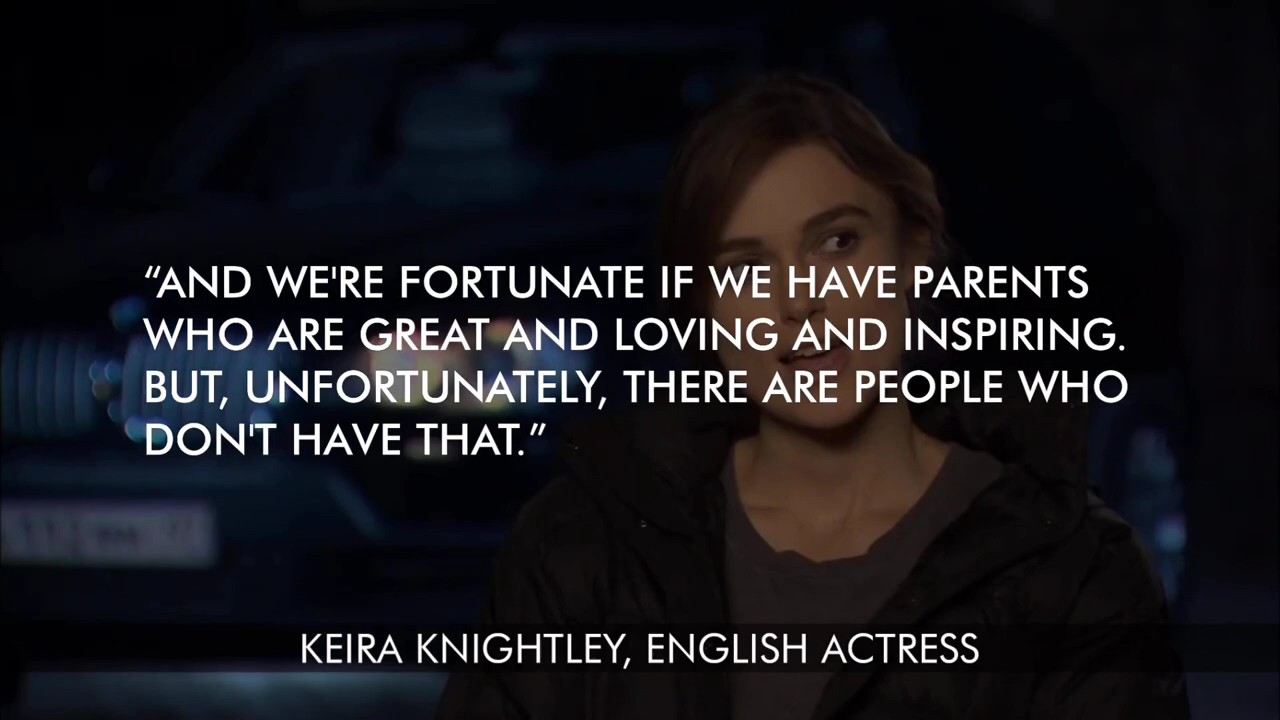 “AND WE'RE FORTUNATE IF WE HAVE PARENTS
WHO ARE GREAT AND LOVING AND INSPIRING.
BUT, UNFORTUNATELY, THERE ARE PEOPLE WHO
DON'T HAVE THAT.”
KEIRA KNIGHTLEY, ENGLISH ACTRESS